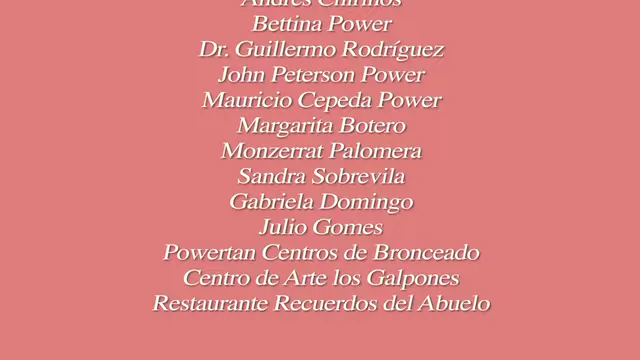 Andrés Chirinos
Bettina Power
Dr. Guillermo Rodríguez
John Peterson Power
Mauricio Cepeda Power
Margarita Botero
Monzerrat Palomera
Sandra Sobrevila
Gabriela Domingo
Julio Gomes
Powertan Centros de Bronceado
Centro de Arte los Galpones
Restaurante Recuerdos del Abuelo